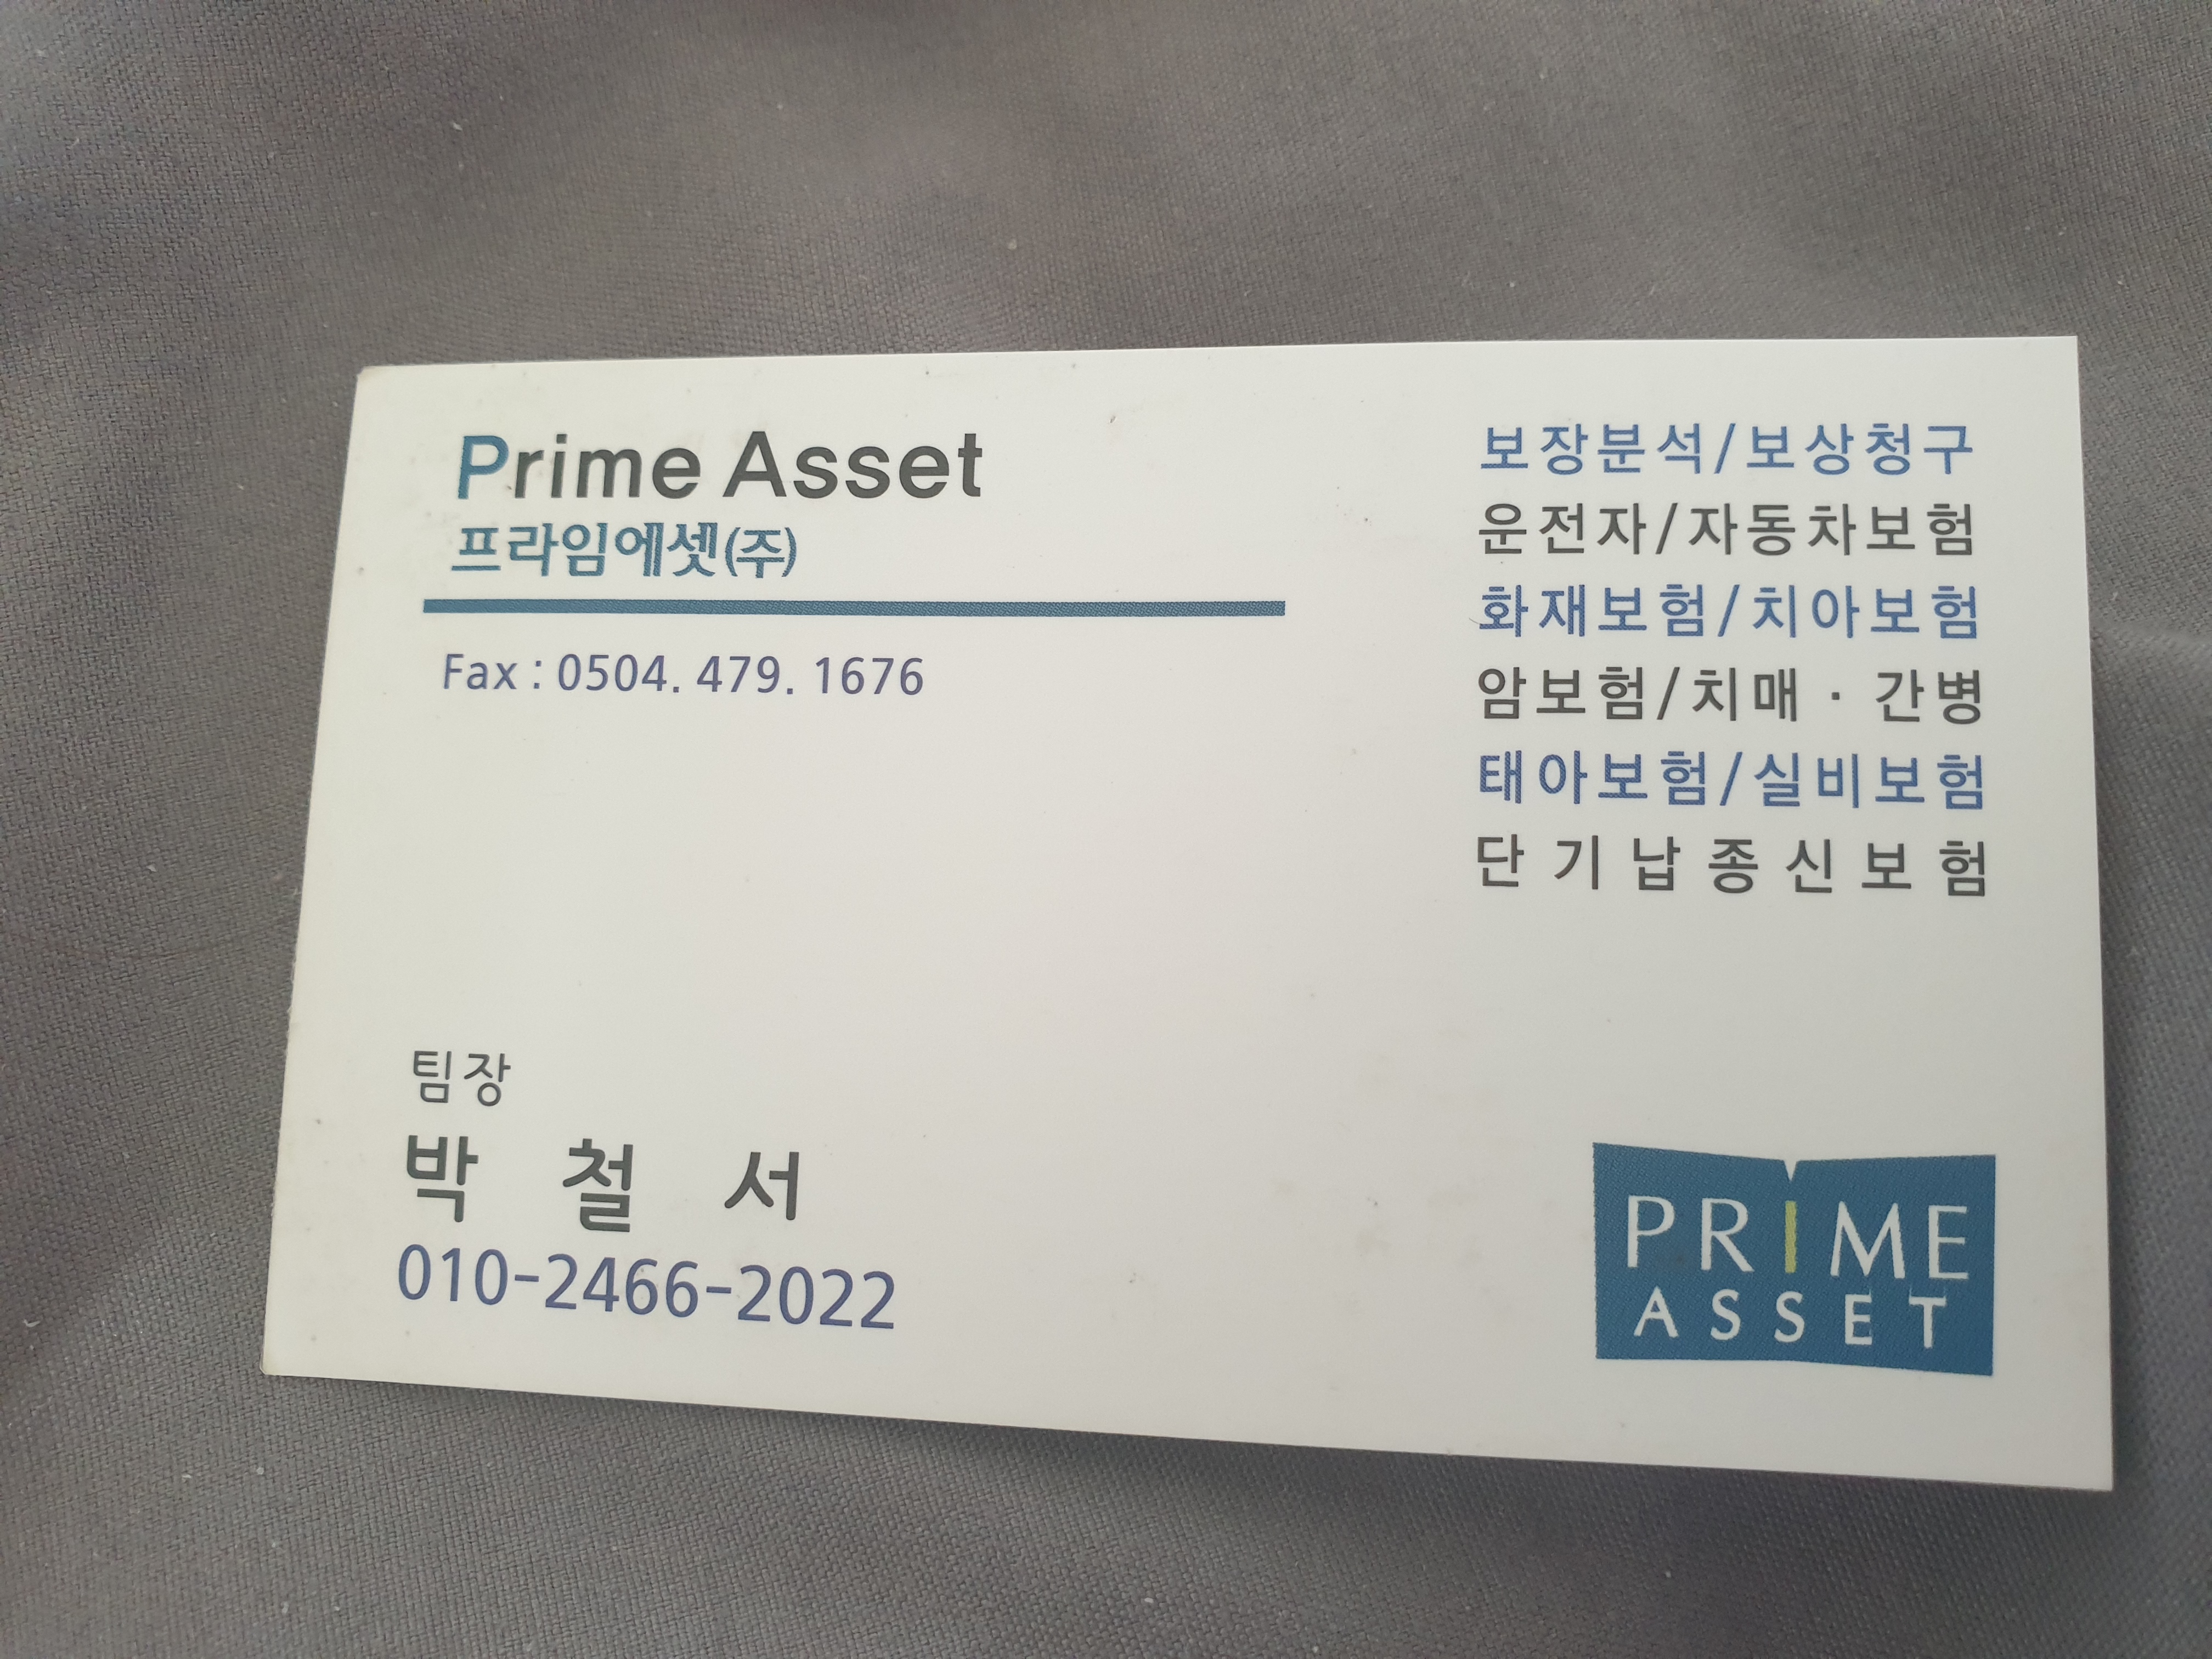 Prime Asset
프라임에셋(주)
Fax : 0504. 479. 1676
보장분석/보상청구
운전자/자동차보험
화재보험/치아보험
암보험/치매 · 간병
태아보험/실비보험
단기납종신보험
팀장
박 철 서
010-2466-2022
PRIME
ASSET